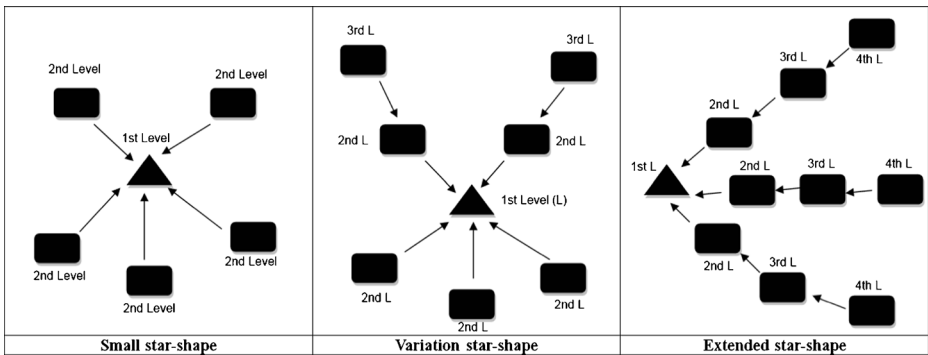 2nd Level
2nd Level
1st Level
2nd Level
2nd Level
2nd Level
Small star-shape
3rd L
3rd L
2nd L
2nd L
1st Level (L)
2nd L
2nd L
2nd L
Variation star-shape
4th L
3rd L
2nd L
1st L
2nd L
3rd L
4th L
2nd L
3rd L
4th L
Extended star-shape